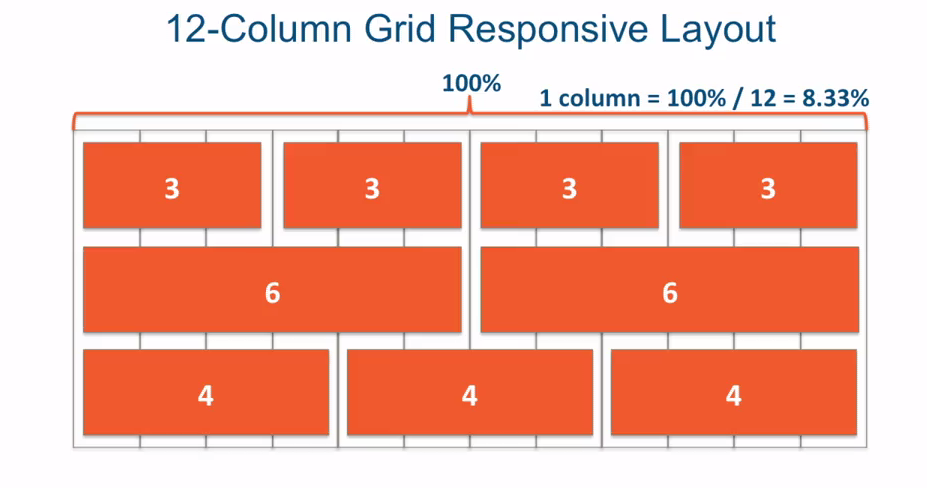 12-Column Grid Responsive Layout
100%
1 column = 100% / 12 = 8.33%
3 3 3 3
6 6
4 4 4